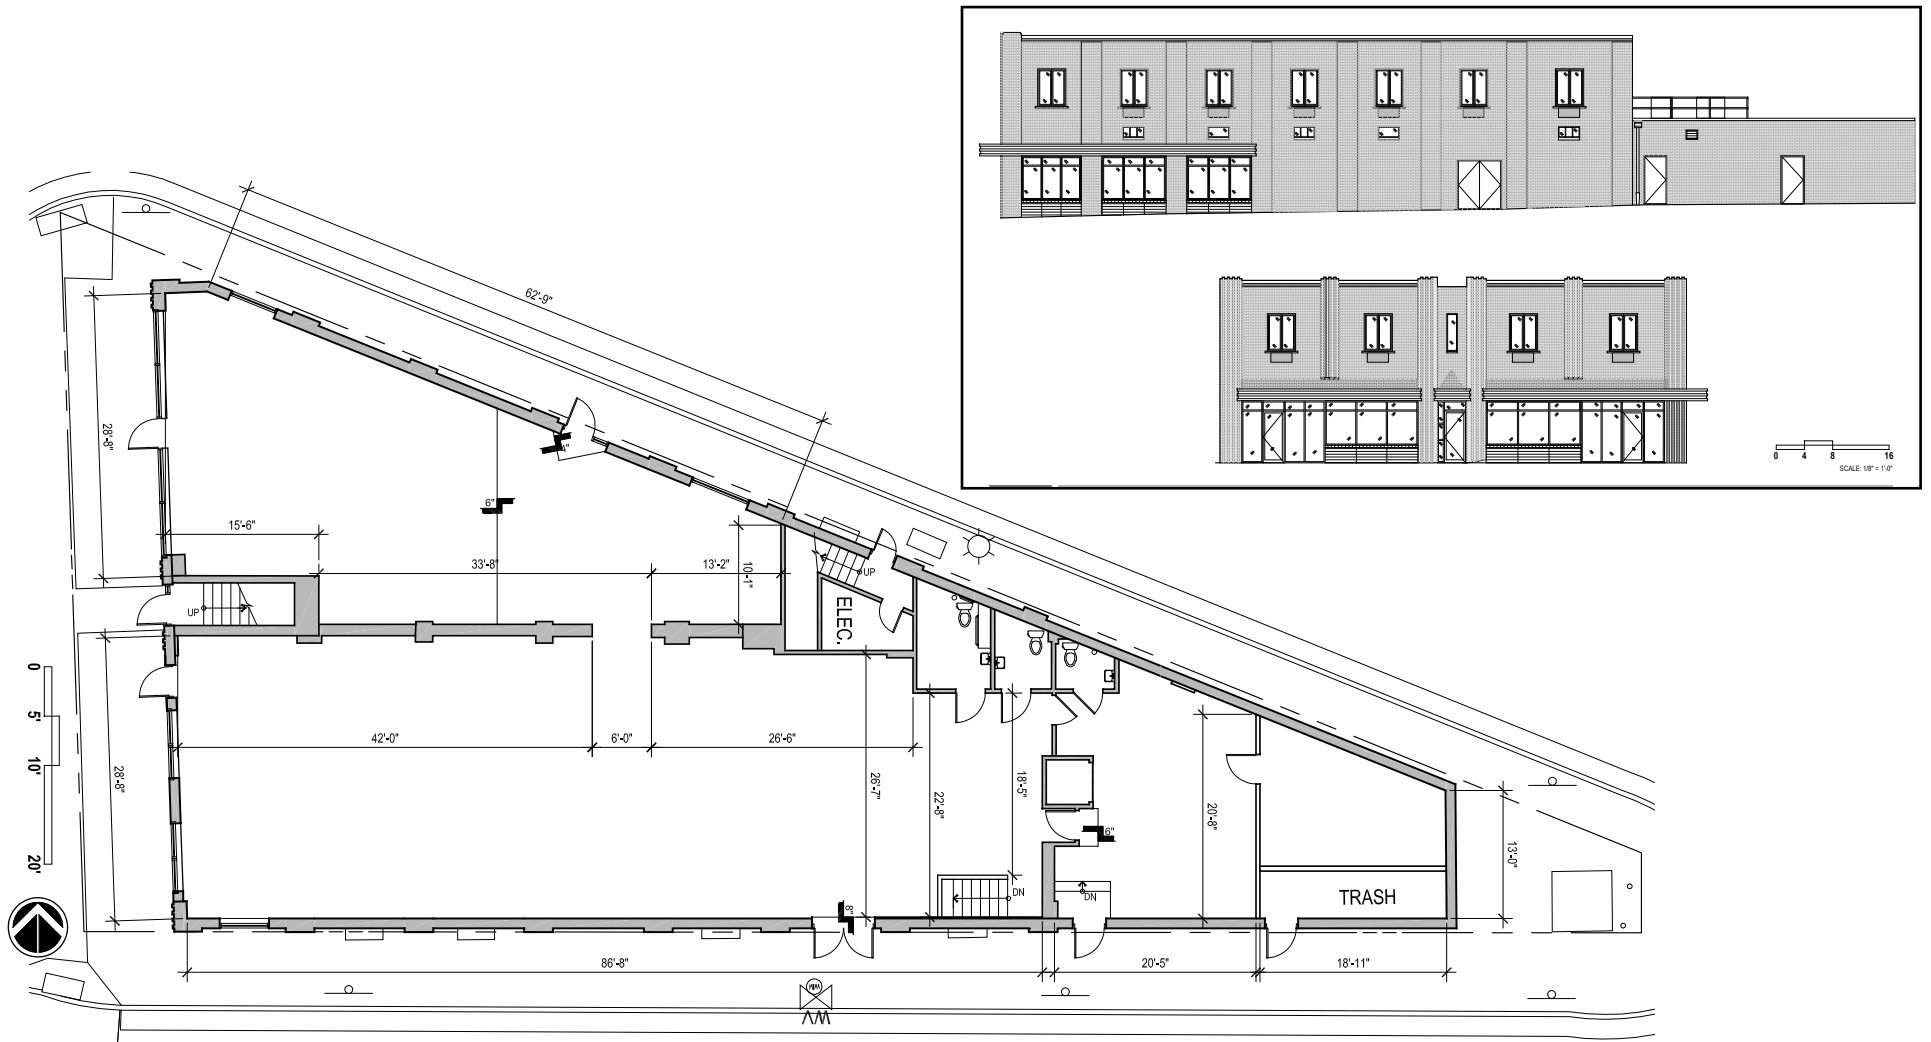 0 4 8 16
SCALE: 1/8" = 1'-0"
62'-9"
28'-8"
4"
6"
15'-6"
33'-8"
13'-2"
10'-1"
UP
UP
ELEC.
42'-0"
6'-0"
26'-6"
28'-8"
26'-7"
22'-8"
18'-5"
20'-8"
6"
13'-0"
0
5'
10'
20'
DN
DN
TRASH
8"
86'-8"
20'-5"
18'-11"
WM
WV